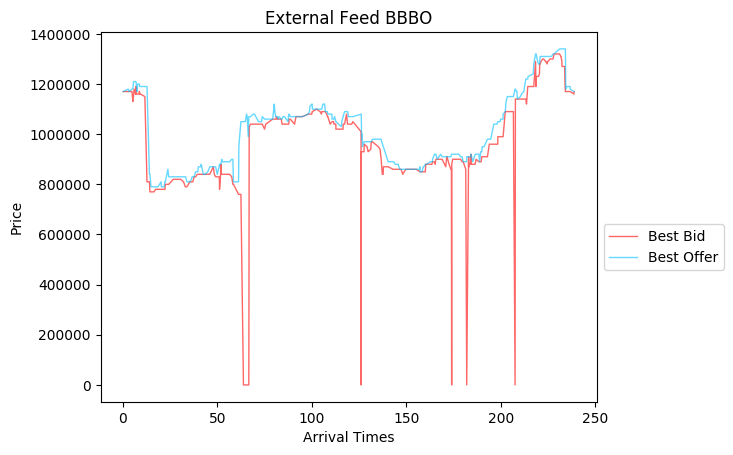 External Feed BBBO
1400000
1200000
1000000
800000
600000
400000
200000
0
Price
0 50 100 150 200 250
Arrival Times
Best Bid
Best Offer